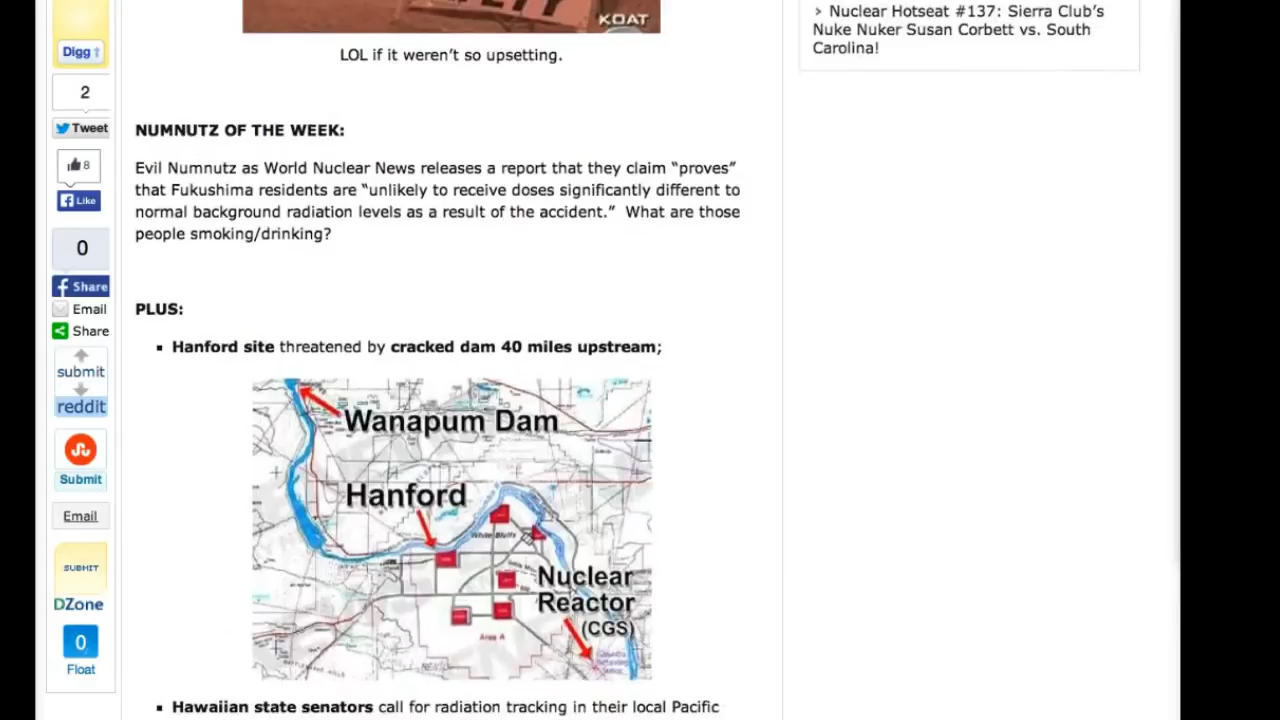 KOAT
LOL if it weren't so upsetting.
> Nuclear Hotseat #137: Sierra Club's
Nuke Nuker Susan Corbett vs. South
Carolina!
Digg
2
Tweet
8
Like
0
Share
Email
Share
submit
reddit
Submit
Email
SUBMIT
DZone
0
Float
NUMNUTZ OF THE WEEK:
Evil Numnutz as World Nuclear News releases a report that they claim “proves”
that Fukushima residents are “unlikely to receive doses significantly different to
normal background radiation levels as a result of the accident.”  What are those
people smoking/drinking?
PLUS:
▪ Hanford site threatened by cracked dam 40 miles upstream;
Wanapum Dam
Hanford
White Bluffs
Nuclear
Reactor
(CGS)
Area A
▪ Hawaiian state senators call for radiation tracking in their local Pacific